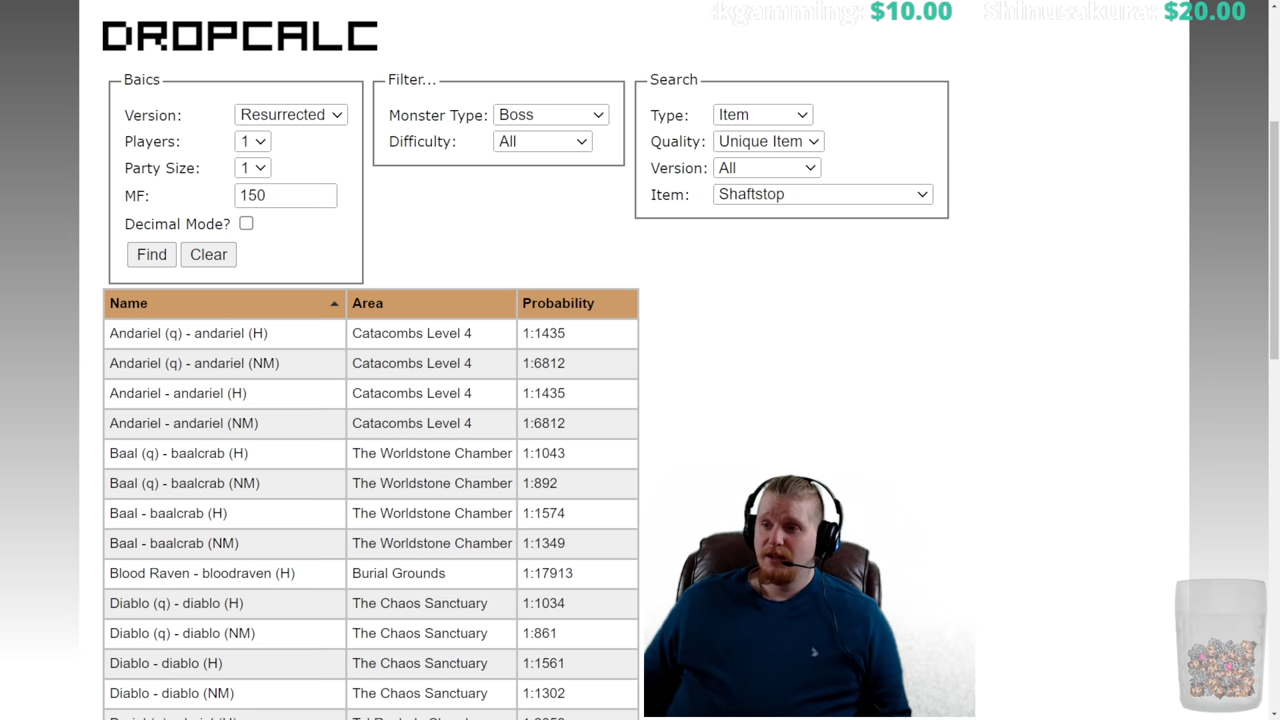 kgamming: $10.00 Shinusakura: $20.00
DROPCALC
Baics
Version: Resurrected
Players: 1
Party Size: 1
MF: 150
Decimal Mode?
Find Clear
Filter...
Monster Type: Boss
Difficulty: All
Search
Type: Item
Quality: Unique Item
Version: All
Item: Shaftstop
Name Area Probability
Andariel (q) - andariel (H) Catacombs Level 4 1:1435
Andariel (q) - andariel (NM) Catacombs Level 4 1:6812
Andariel - andariel (H) Catacombs Level 4 1:1435
Andariel - andariel (NM) Catacombs Level 4 1:6812
Baal (q) - baalcrab (H) The Worldstone Chamber 1:1043
Baal (q) - baalcrab (NM) The Worldstone Chamber 1:892
Baal - baalcrab (H) The Worldstone Chamber 1:1574
Baal - baalcrab (NM) The Worldstone Chamber 1:1349
Blood Raven - bloodraven (H) Burial Grounds 1:17913
Diablo (q) - diablo (H) The Chaos Sanctuary 1:1034
Diablo (q) - diablo (NM) The Chaos Sanctuary 1:861
Diablo - diablo (H) The Chaos Sanctuary 1:1561
Diablo - diablo (NM) The Chaos Sanctuary 1:1302